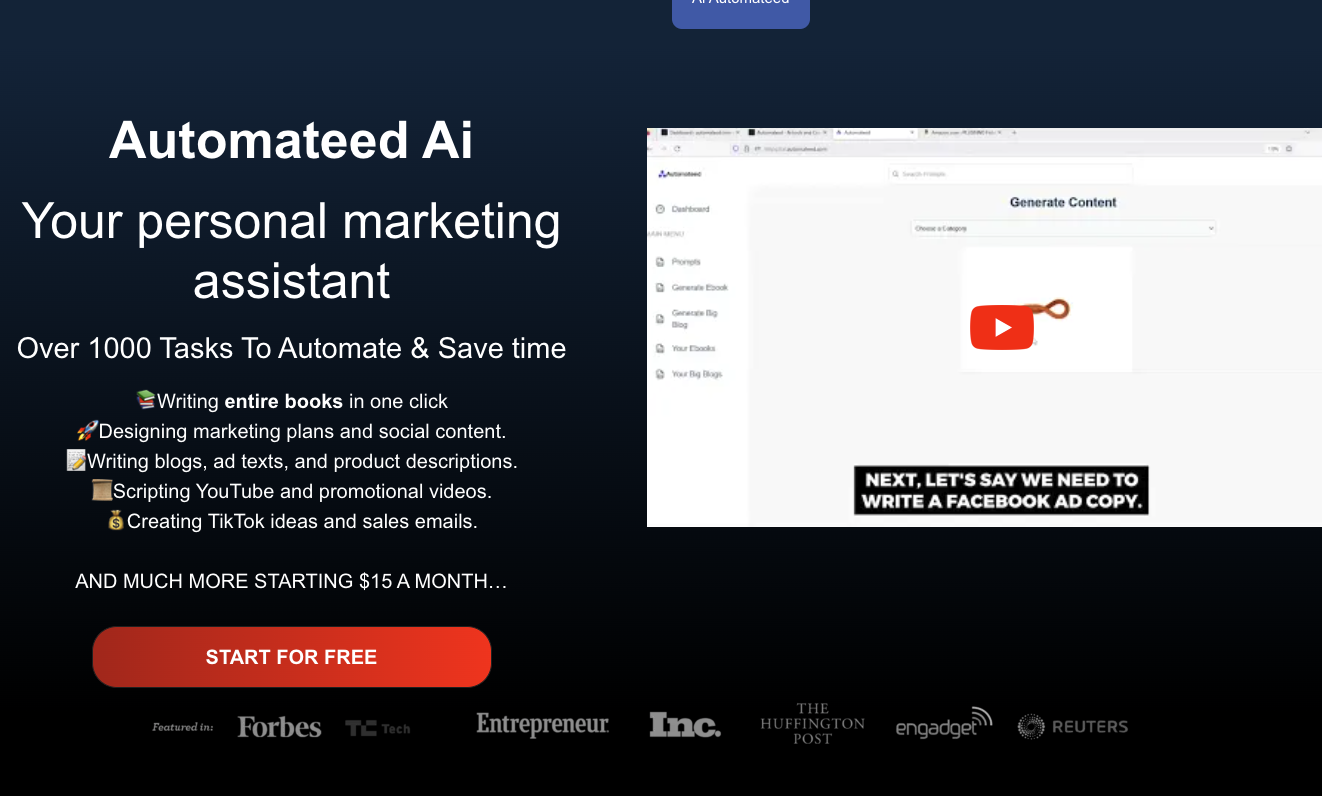 Ai Automateed
Automateed Ai
Your personal marketing
assistant
Over 1000 Tasks To Automate & Save time
📚Writing entire books in one click
🚀Designing marketing plans and social content.
📝Writing blogs, ad texts, and product descriptions.
📜Scripting YouTube and promotional videos.
💰Creating TikTok ideas and sales emails.
AND MUCH MORE STARTING $15 A MONTH…
START FOR FREE
Automateed
Search Prompts
Dashboard
Generate Content
Choose a Category
MAIN MENU
Prompts
Generate Ebook
Generate Big
Blog
Your Ebooks
Your Big Blogs
NEXT, LET'S SAY WE NEED TO
WRITE A FACEBOOK AD COPY.
Featured in:
Forbes
TC Tech
Entrepreneur
Inc.
THE
HUFFINGTON
POST
engadget
REUTERS